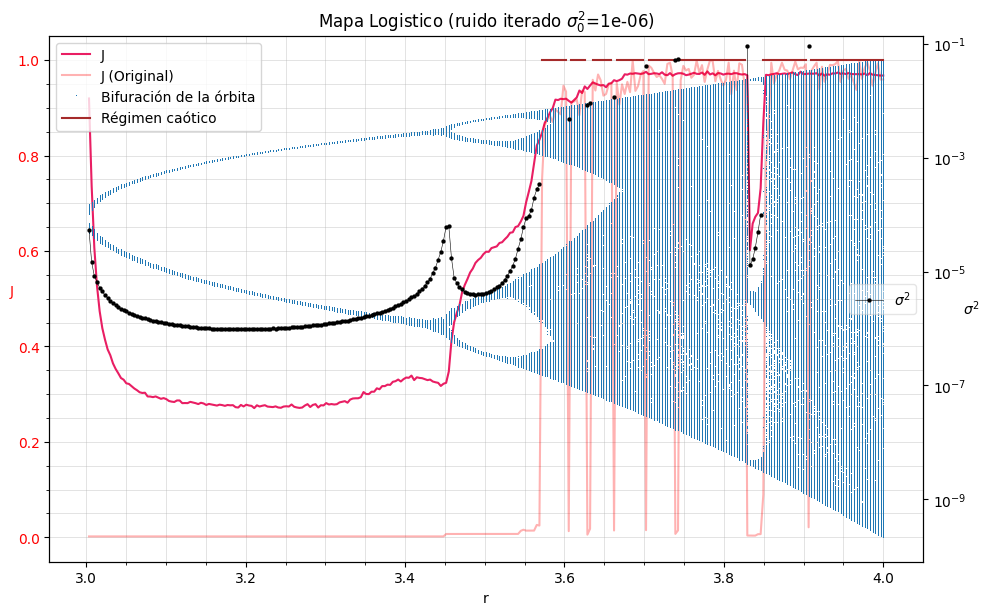 Mapa Logistico (ruido iterado σ₀²=1e-06)
J
J (Original)
Bifuración de la órbita
Régimen caótico
1.0
0.8
0.6
0.4
0.2
0.0
J
10⁻¹
10⁻³
10⁻⁵
10⁻⁷
10⁻⁹
σ²
σ²
3.0 3.2 3.4 3.6 3.8 4.0
r